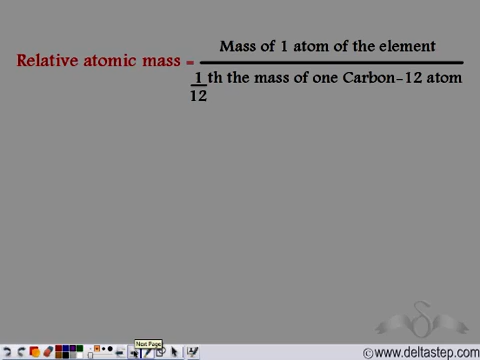 Mass of 1 atom of the element
Relative atomic mass =
1 th the mass of one Carbon-12 atom
12
Next Page
©www.deltastep.com